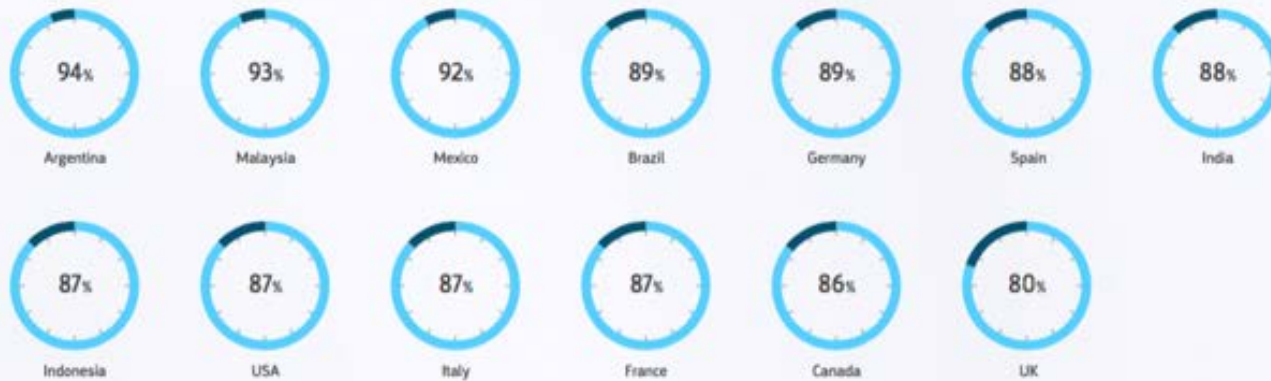 94% 93% 92% 89% 89% 88% 88%
Argentina Malaysia Mexico Brazil Germany Spain India
87% 87% 87% 87% 86% 80%
Indonesia USA Italy France Canada UK